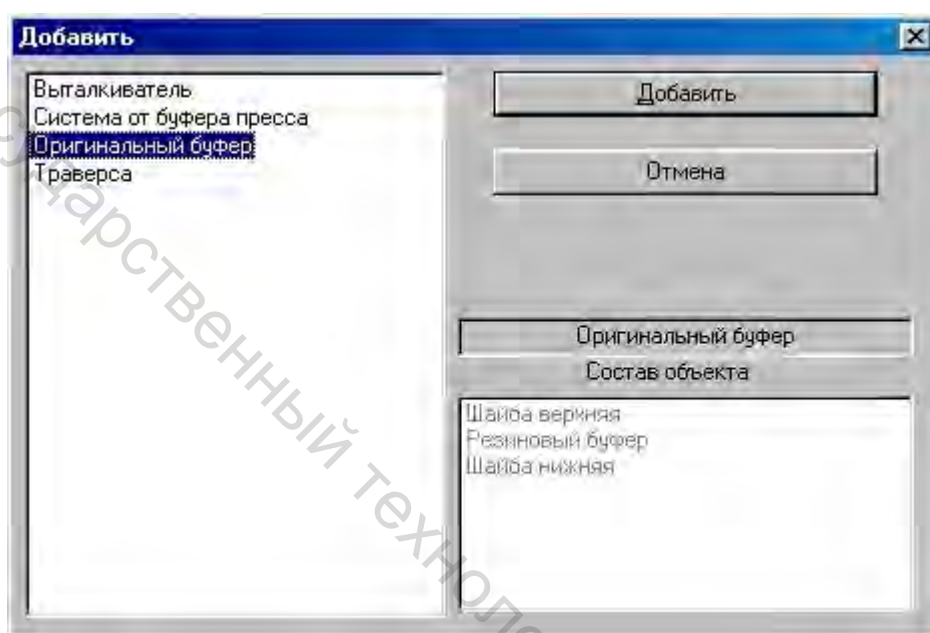 Добавить
Выталкиватель
Система от буфера пресса
Оригинальный буфер
Траверса
Добавить
Отмена
Оригинальный буфер
Состав объекта
Шайба верхняя
Резиновый буфер
Шайба нижняя